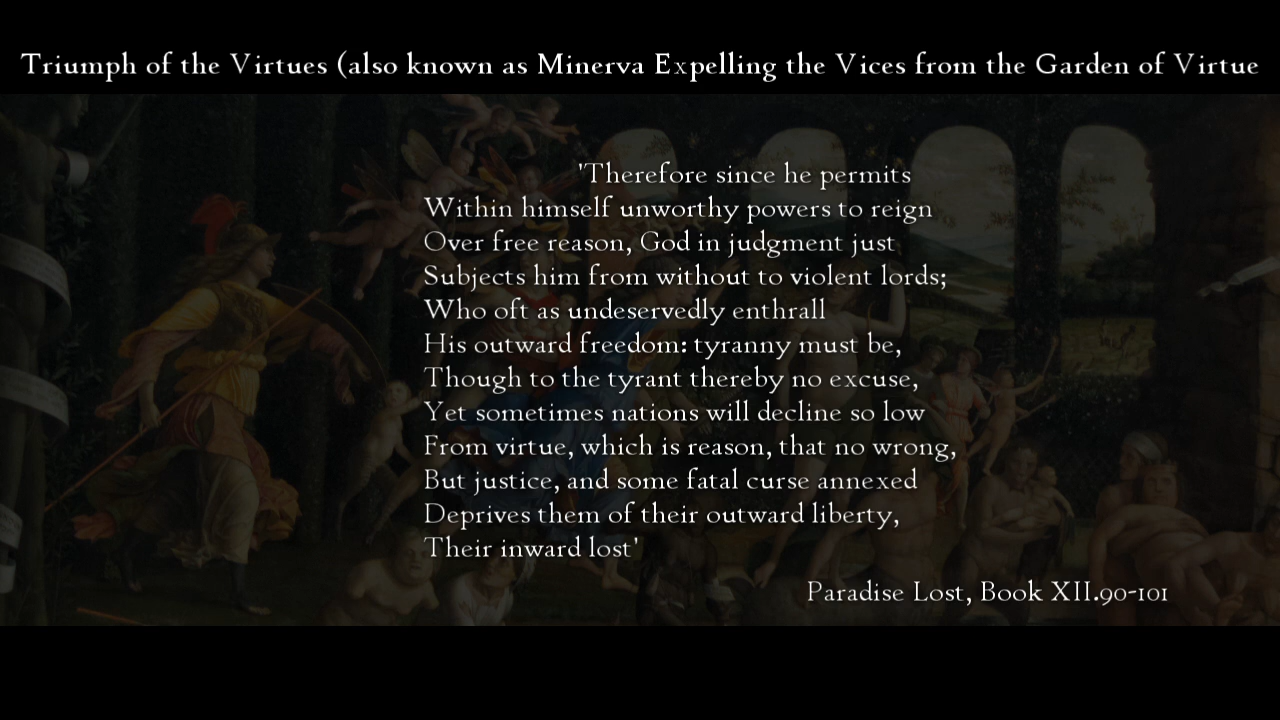 Triumph of the Virtues (also known as Minerva Expelling the Vices from the Garden of Virtue
'Therefore since he permits
Within himself unworthy powers to reign
Over free reason, God in judgment just
Subjects him from without to violent lords;
Who oft as undeservedly enthrall
His outward freedom: tyranny must be,
Though to the tyrant thereby no excuse,
Yet sometimes nations will decline so low
From virtue, which is reason, that no wrong,
But justice, and some fatal curse annexed
Deprives them of their outward liberty,
Their inward lost'
Paradise Lost, Book XII.90-101